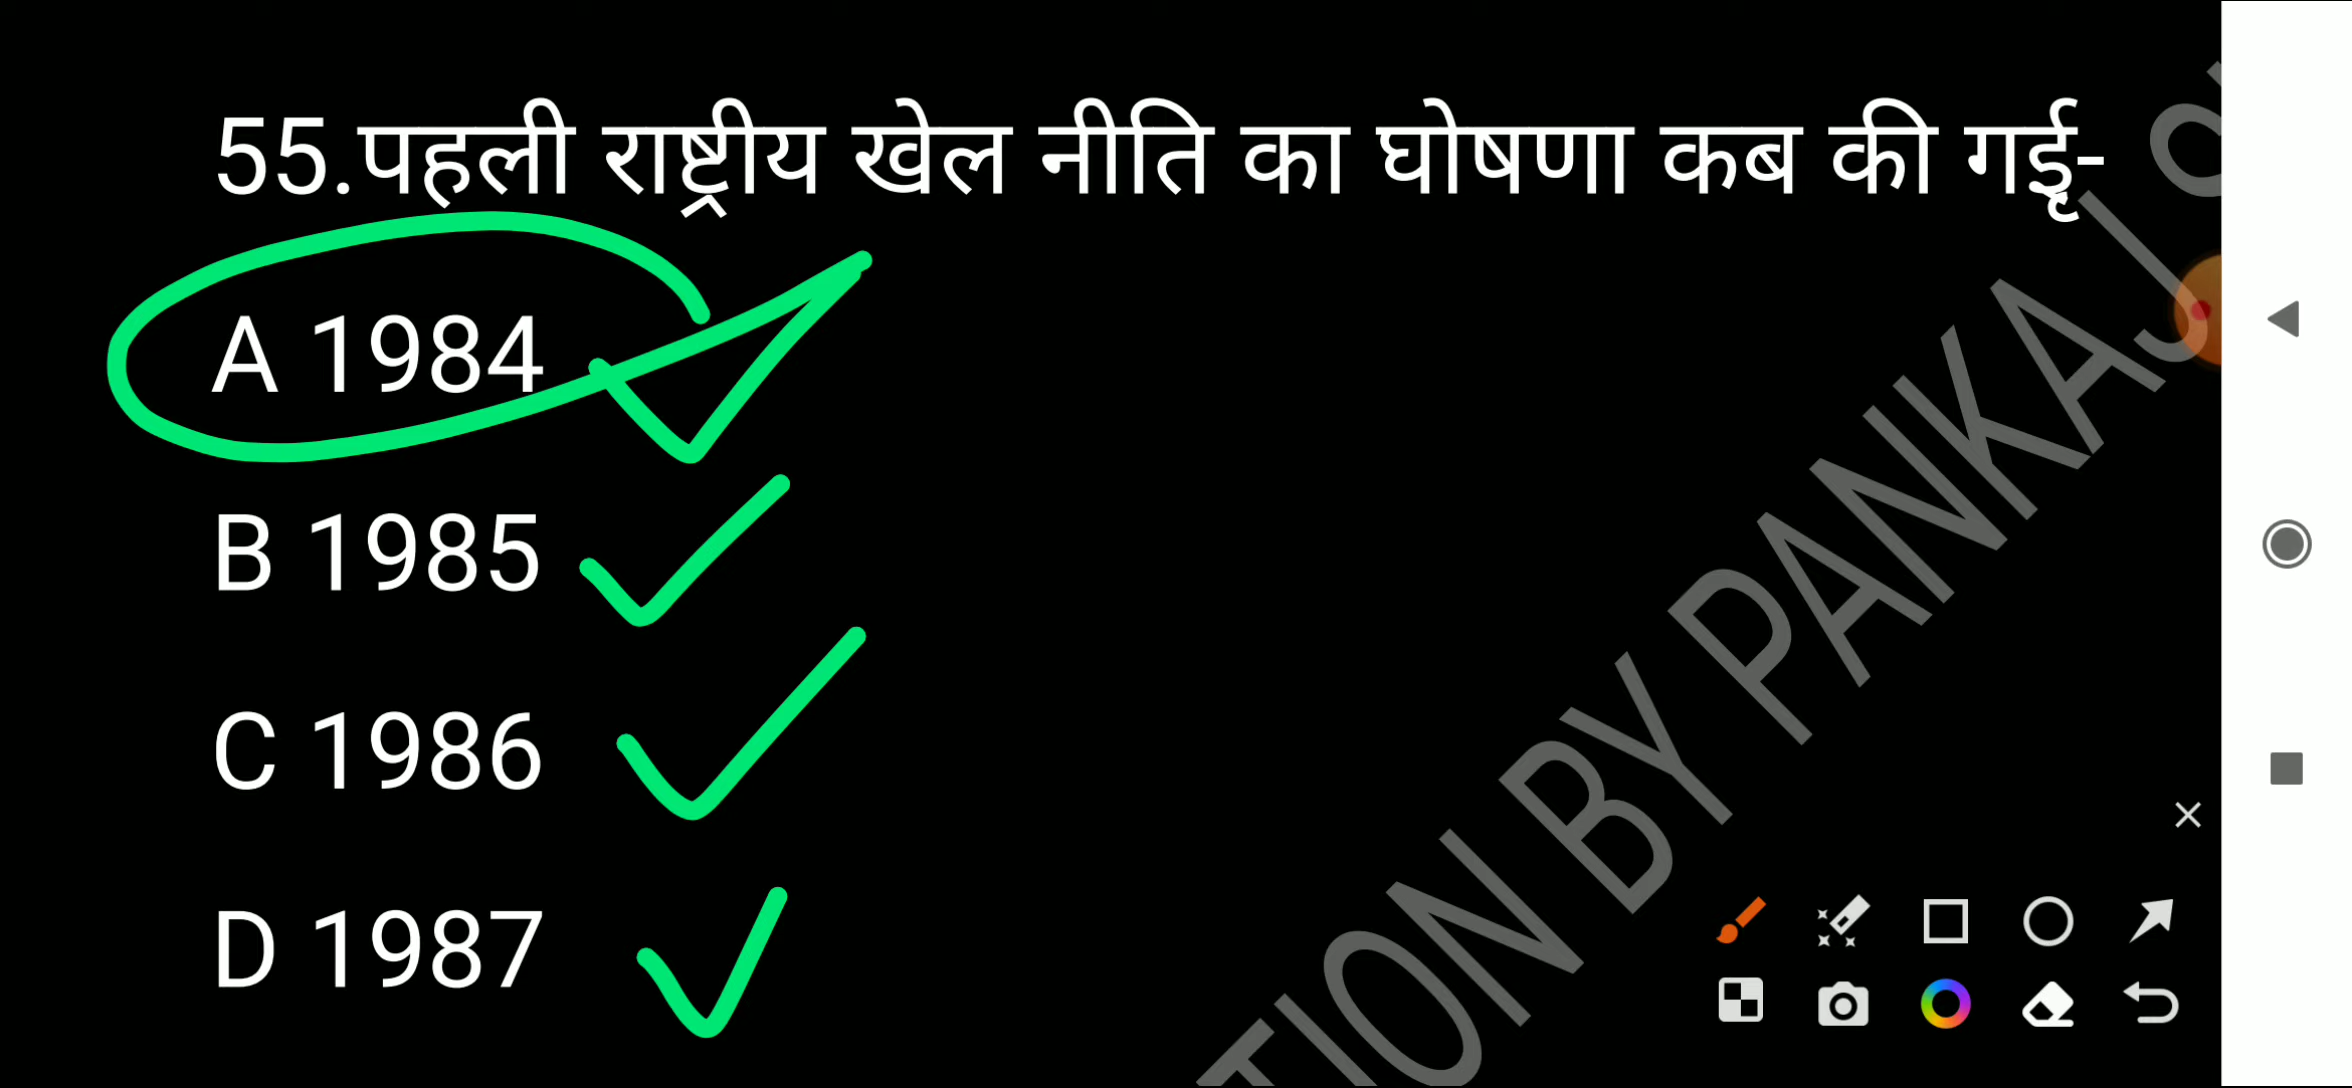 55.पहली राष्ट्रीय खेल नीति का घोषणा कब की गई-
A 1984
B 1985
C 1986
D 1987
TION BY PANKAJ